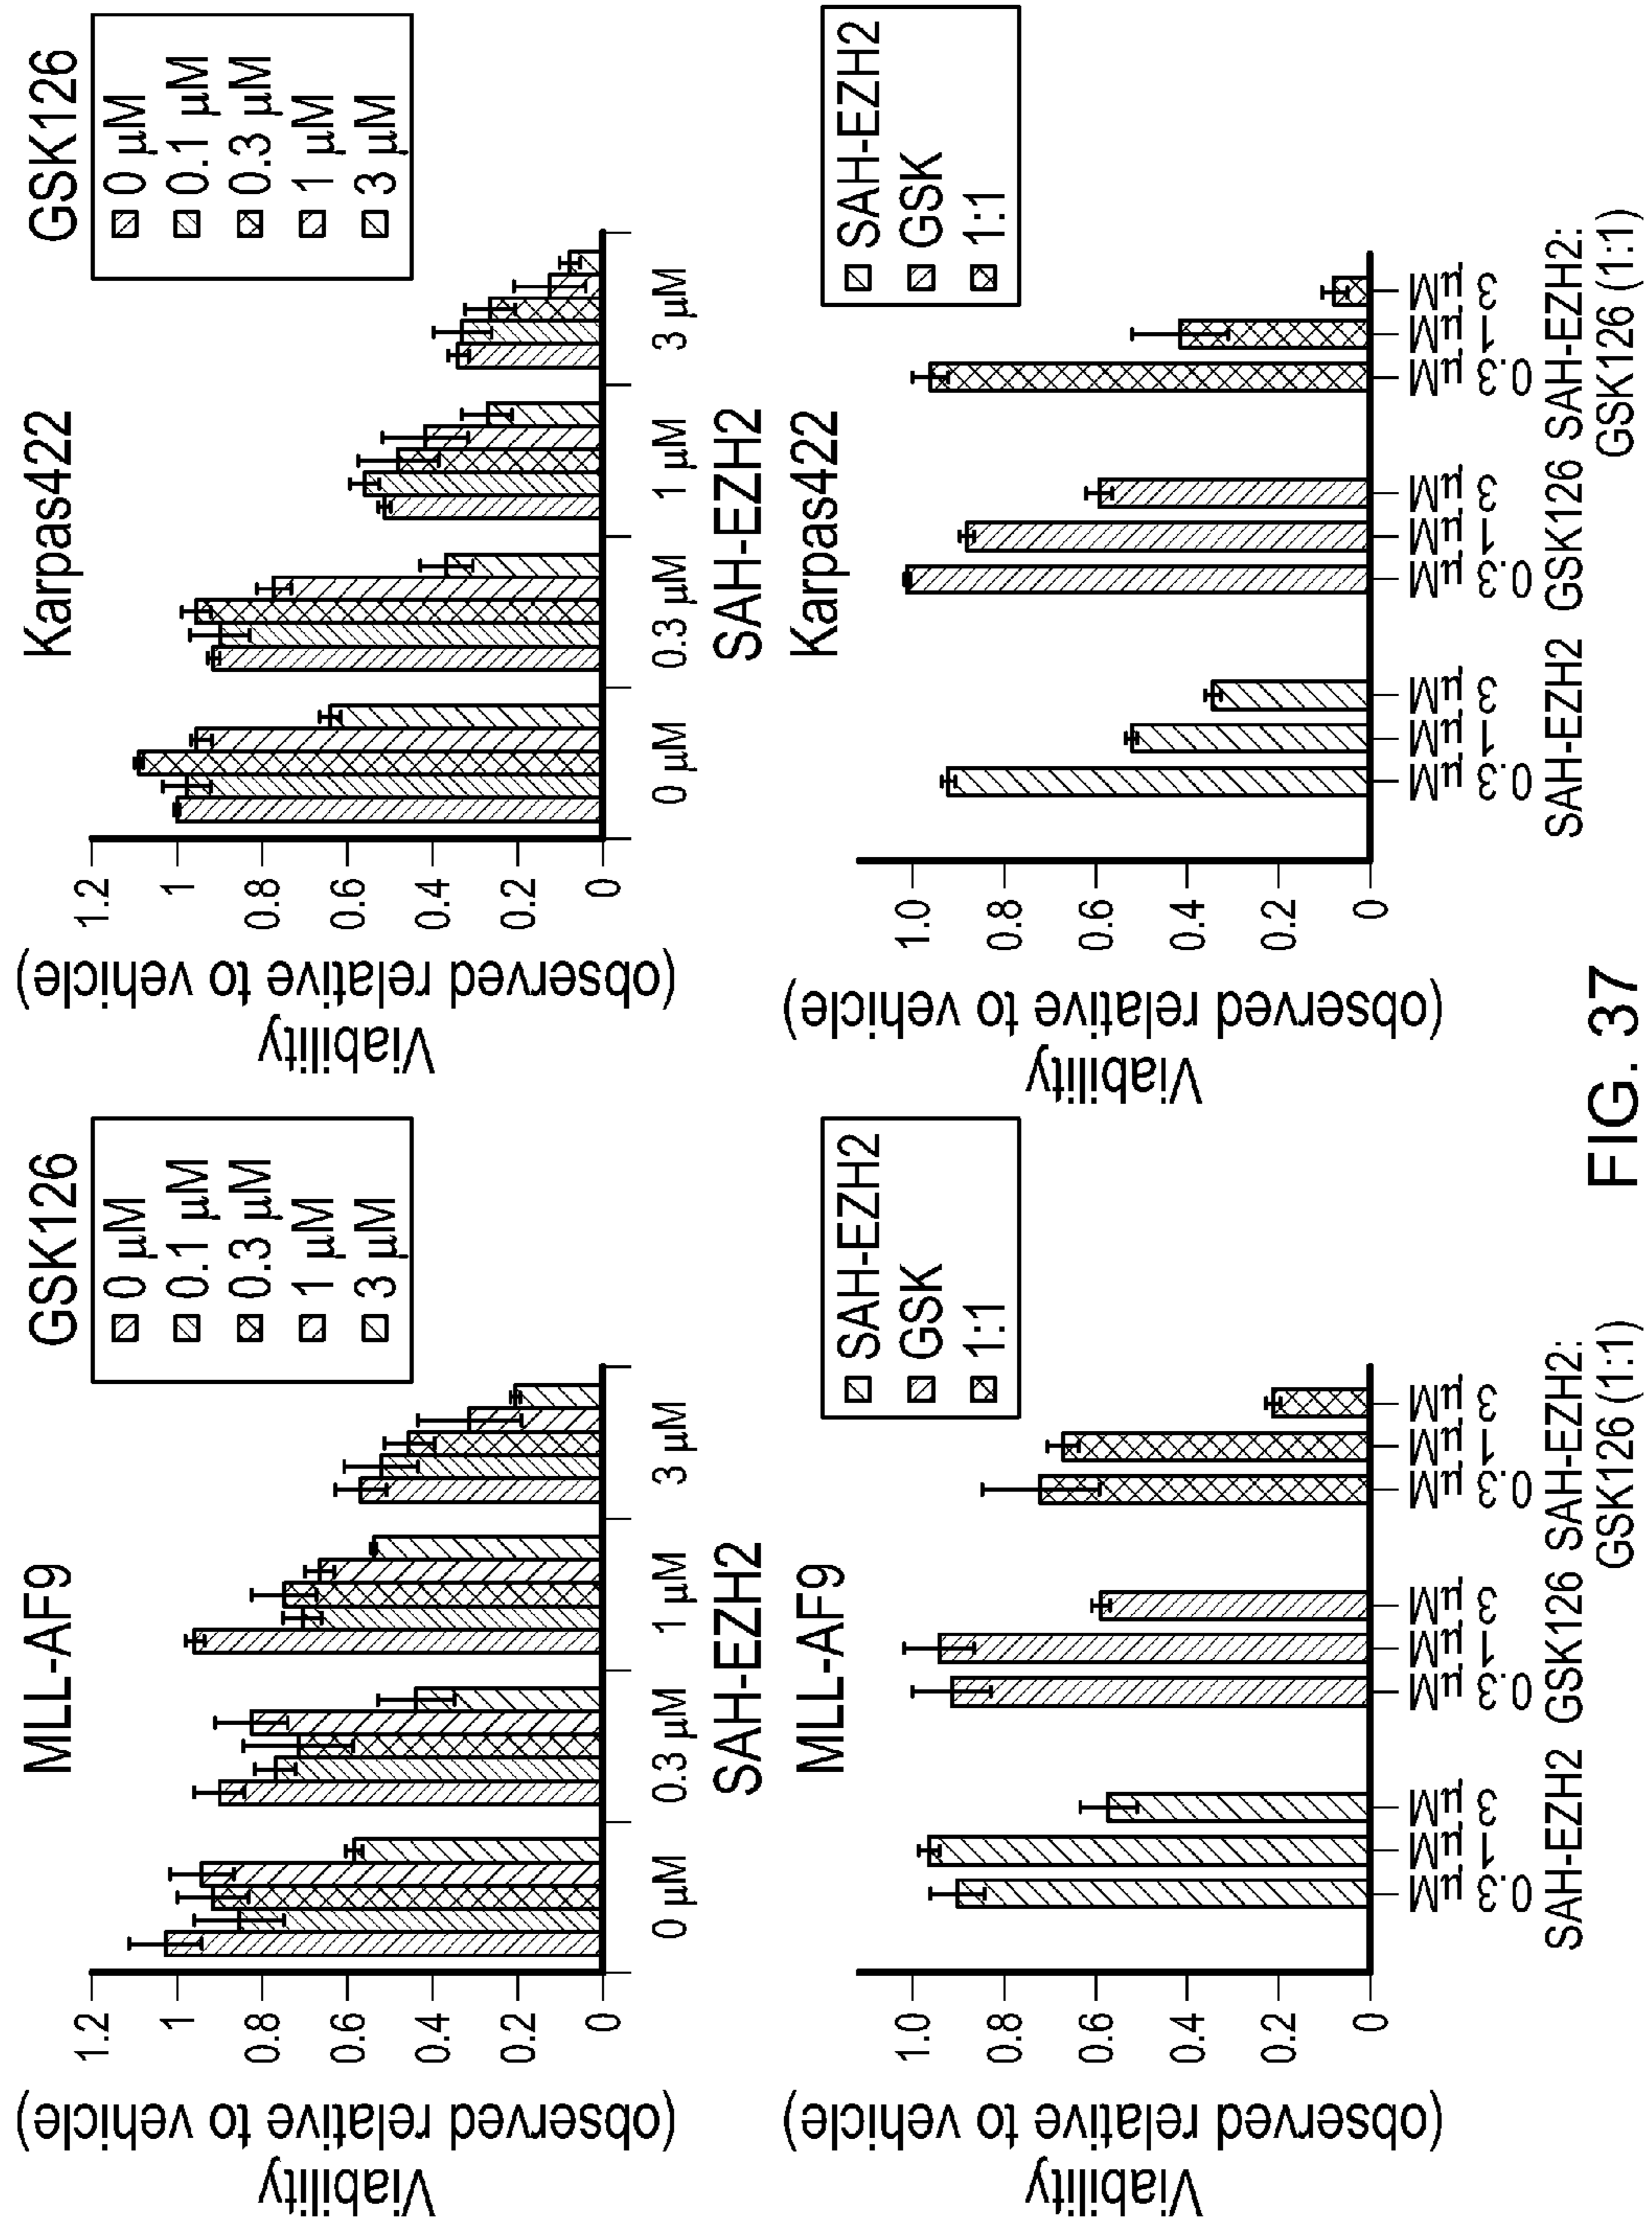 MLL-AF9
GSK126
0 µM
0.1 µM
0.3 µM
1 µM
3 µM
Viability
(observed relative to vehicle)
1.2
1
0.8
0.6
0.4
0.2
0
0 µM 0.3 µM 1 µM 3 µM
SAH-EZH2
Karpas422
GSK126
0 µM
0.1 µM
0.3 µM
1 µM
3 µM
Viability
(observed relative to vehicle)
1.2
1
0.8
0.6
0.4
0.2
0
0 µM 0.3 µM 1 µM 3 µM
SAH-EZH2
MLL-AF9
SAH-EZH2
GSK
1:1
Viability
(observed relative to vehicle)
1.0
0.8
0.6
0.4
0.2
0
0.3 µM 1 µM 3 µM 0.3 µM 1 µM 3 µM 0.3 µM 1 µM 3 µM
SAH-EZH2 GSK126 SAH-EZH2:
GSK126 (1:1)
Karpas422
SAH-EZH2
GSK
1:1
Viability
(observed relative to vehicle)
1.0
0.8
0.6
0.4
0.2
0
0.3 µM 1 µM 3 µM 0.3 µM 1 µM 3 µM 0.3 µM 1 µM 3 µM
SAH-EZH2 GSK126 SAH-EZH2:
GSK126 (1:1)
FIG. 37